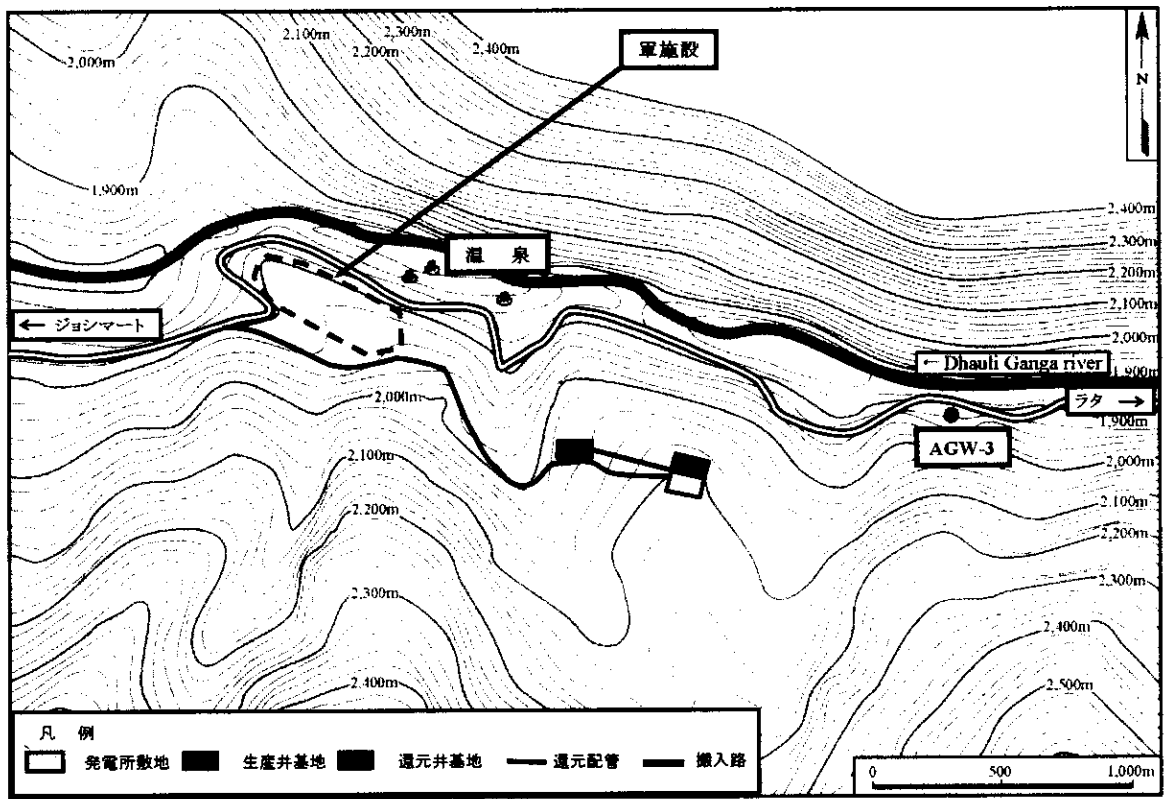 2,300m
2,100m
2,400m
2,200m
2,000m
軍施設
N
1,900m
2,400m
2,300m
温泉
2,200m
2,100m
← ジョシマート
2,000m
← Dhauli Ganga river
1,900m
ラタ →
2,000m
1,900m
AGW-3
2,100m
2,000m
2,100m
2,200m
2,200m
2,300m
2,300m
2,400m
2,400m
2,500m
凡例
発電所敷地 生産井基地 還元井基地 還元配管 搬入路
0 500 1,000m